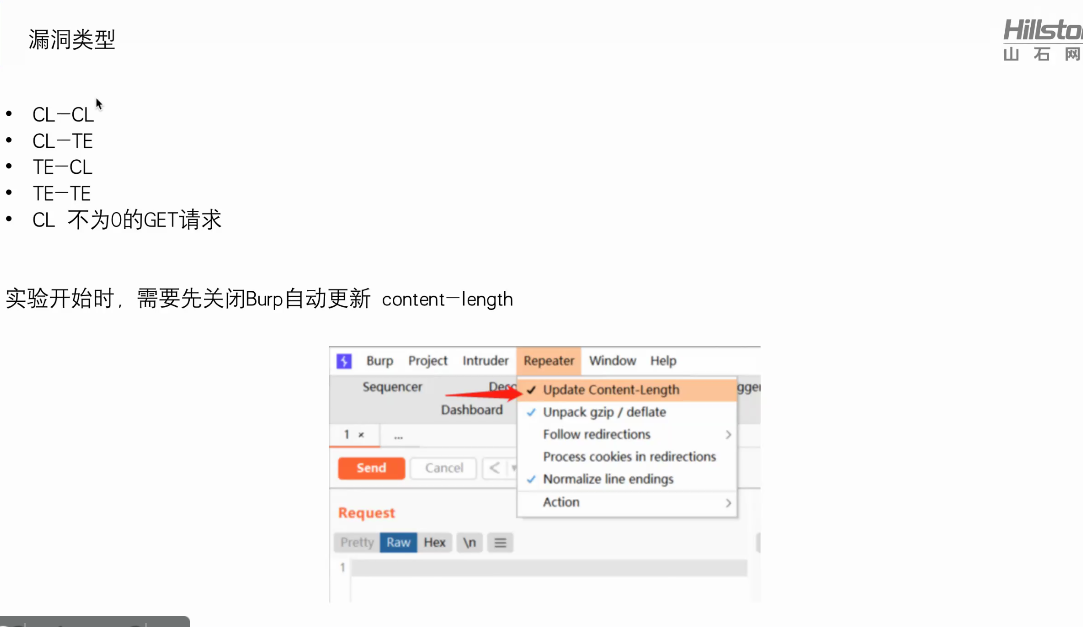 漏洞类型
Hillsto
山石网
• CL-CL
• CL-TE
• TE-CL
• TE-TE
• CL 不为0的GET请求
实验开始时，需要先关闭Burp自动更新 content-length
Burp Project Intruder Repeater Window Help
Sequencer Deco gger
Update Content-Length
Dashboard
Unpack gzip / deflate
1 × ...
Follow redirections
Process cookies in redirections
Send Cancel <
Normalize line endings
Action
Request
Pretty Raw Hex \n
1